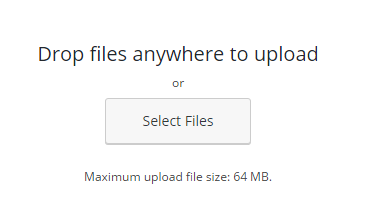 Drop files anywhere to upload
or
Select Files
Maximum upload file size: 64 MB.